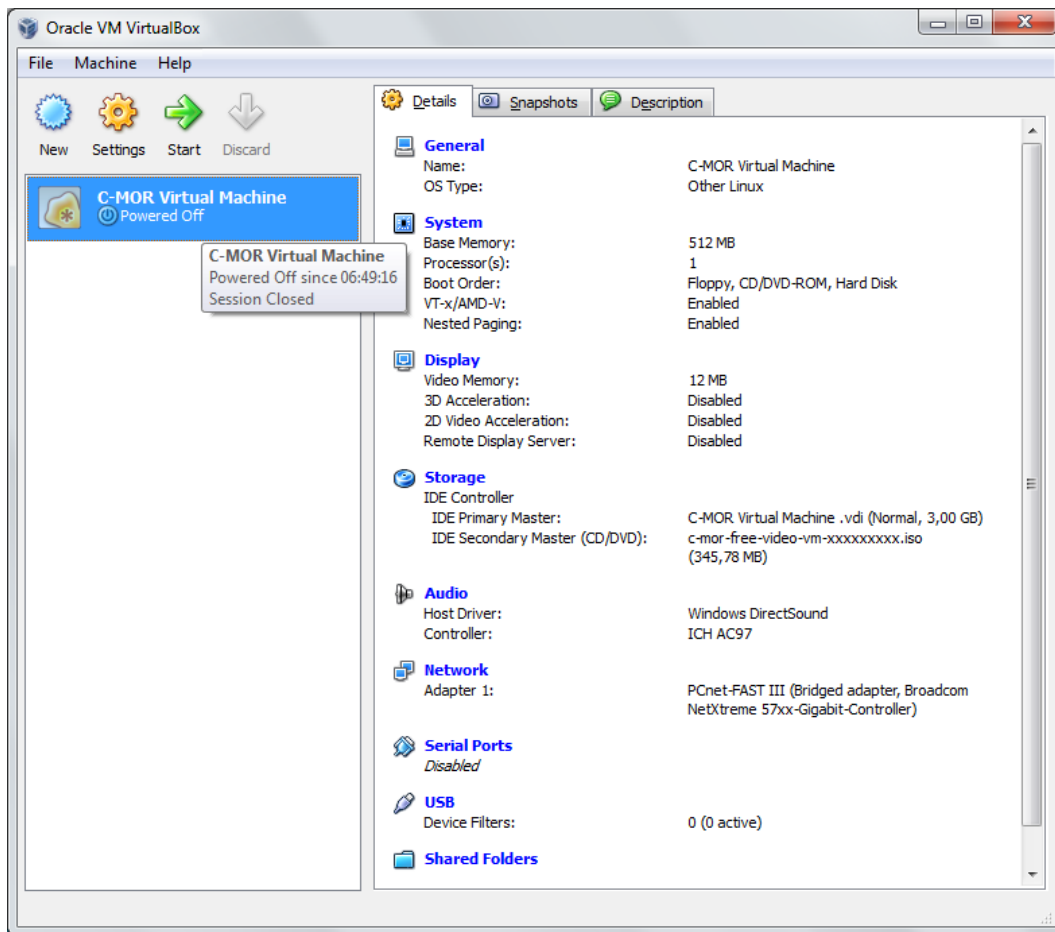 Oracle VM VirtualBox
File Machine Help
New Settings Start Discard
C-MOR Virtual Machine
Powered Off
C-MOR Virtual Machine
Powered Off since 06:49:16
Session Closed
Details Snapshots Description
General
Name: C-MOR Virtual Machine
OS Type: Other Linux
System
Base Memory: 512 MB
Processor(s): 1
Boot Order: Floppy, CD/DVD-ROM, Hard Disk
VT-x/AMD-V: Enabled
Nested Paging: Enabled
Display
Video Memory: 12 MB
3D Acceleration: Disabled
2D Video Acceleration: Disabled
Remote Display Server: Disabled
Storage
IDE Controller
IDE Primary Master: C-MOR Virtual Machine .vdi (Normal, 3,00 GB)
IDE Secondary Master (CD/DVD): c-mor-free-video-vm-xxxxxxxxx.iso
(345,78 MB)
Audio
Host Driver: Windows DirectSound
Controller: ICH AC97
Network
Adapter 1: PCnet-FAST III (Bridged adapter, Broadcom
NetXtreme 57xx-Gigabit-Controller)
Serial Ports
Disabled
USB
Device Filters: 0 (0 active)
Shared Folders